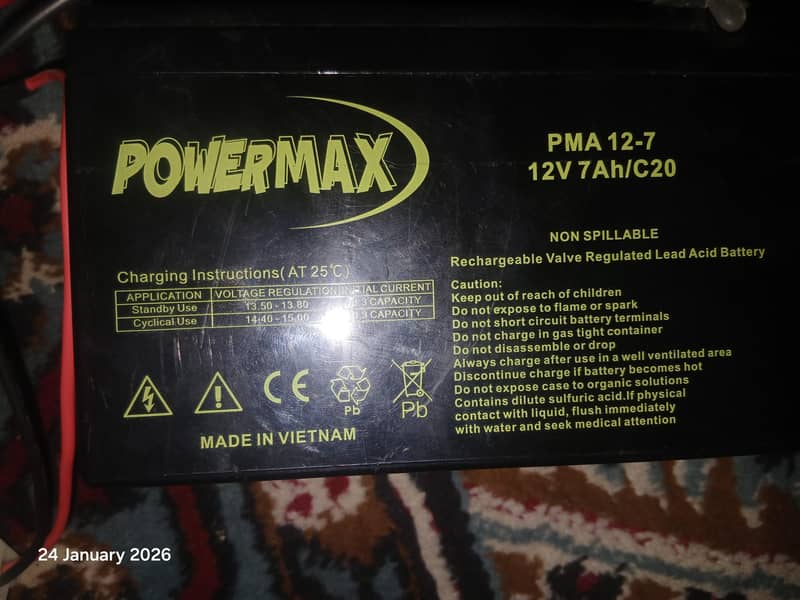 POWERMAX
PMA 12-7
12V 7Ah/C20
NON SPILLABLE
Rechargeable Valve Regulated Lead Acid Battery
Charging Instructions( AT 25℃)
APPLICATION VOLTAGE REGULATION INITIAL CURRENT
Standby Use 13.50 - 13.80 CAPACITY
Cyclical Use 14.40 - 15.00 CAPACITY
Caution:
Keep out of reach of children
Do not expose to flame or spark
Do not short circuit battery terminals
Do not charge in gas tight container
Do not disassemble or drop
Always charge after use in a well ventilated area
Discontinue charge if battery becomes hot
Do not expose case to organic solutions
Contains dilute sulfuric acid.If physical
contact with liquid, flush immediately
with water and seek medical attention
CE
Pb
Pb
MADE IN VIETNAM
24 January 2026